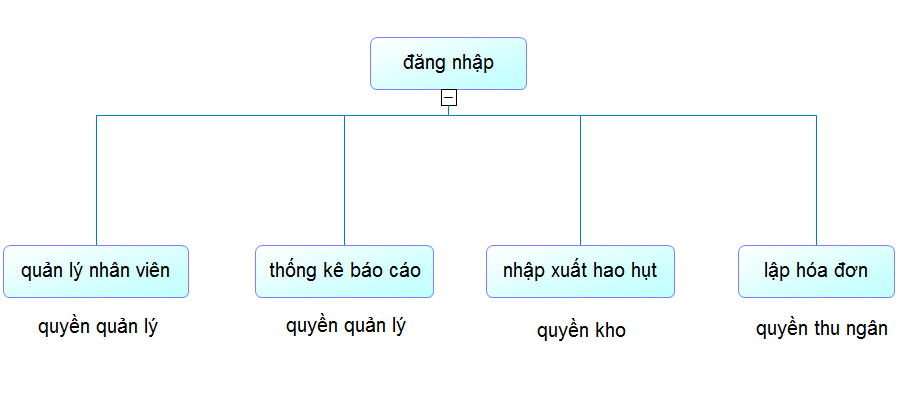 đăng nhập
quản lý nhân viên
thống kê báo cáo
nhập xuất hao hụt
lập hóa đơn
quyền quản lý
quyền quản lý
quyền kho
quyền thu ngân